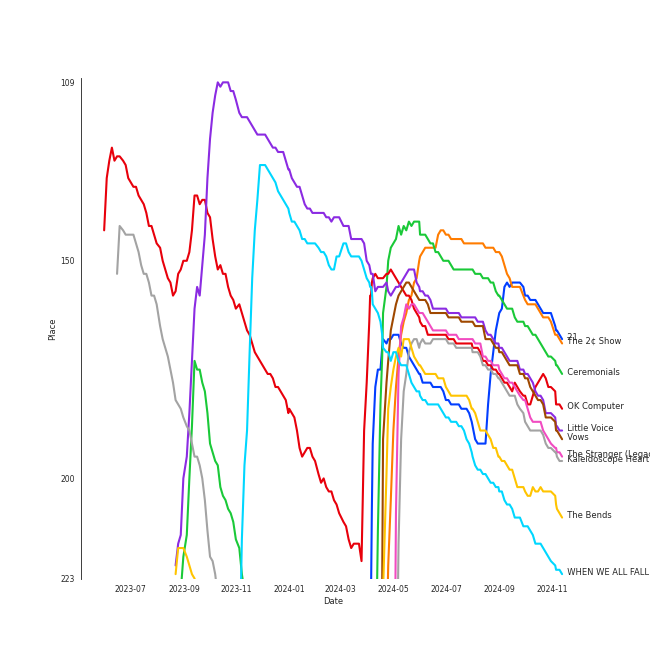 109
150
200
223
Place
2023-07
2023-09
2023-11
2024-01
2024-03
2024-05
2024-07
2024-09
2024-11
Date
21
The 2¢ Show
Ceremonials
OK Computer
Little Voice
Vows
The Stranger (Lega
Kaleidoscope Heart
The Bends
WHEN WE ALL FALL